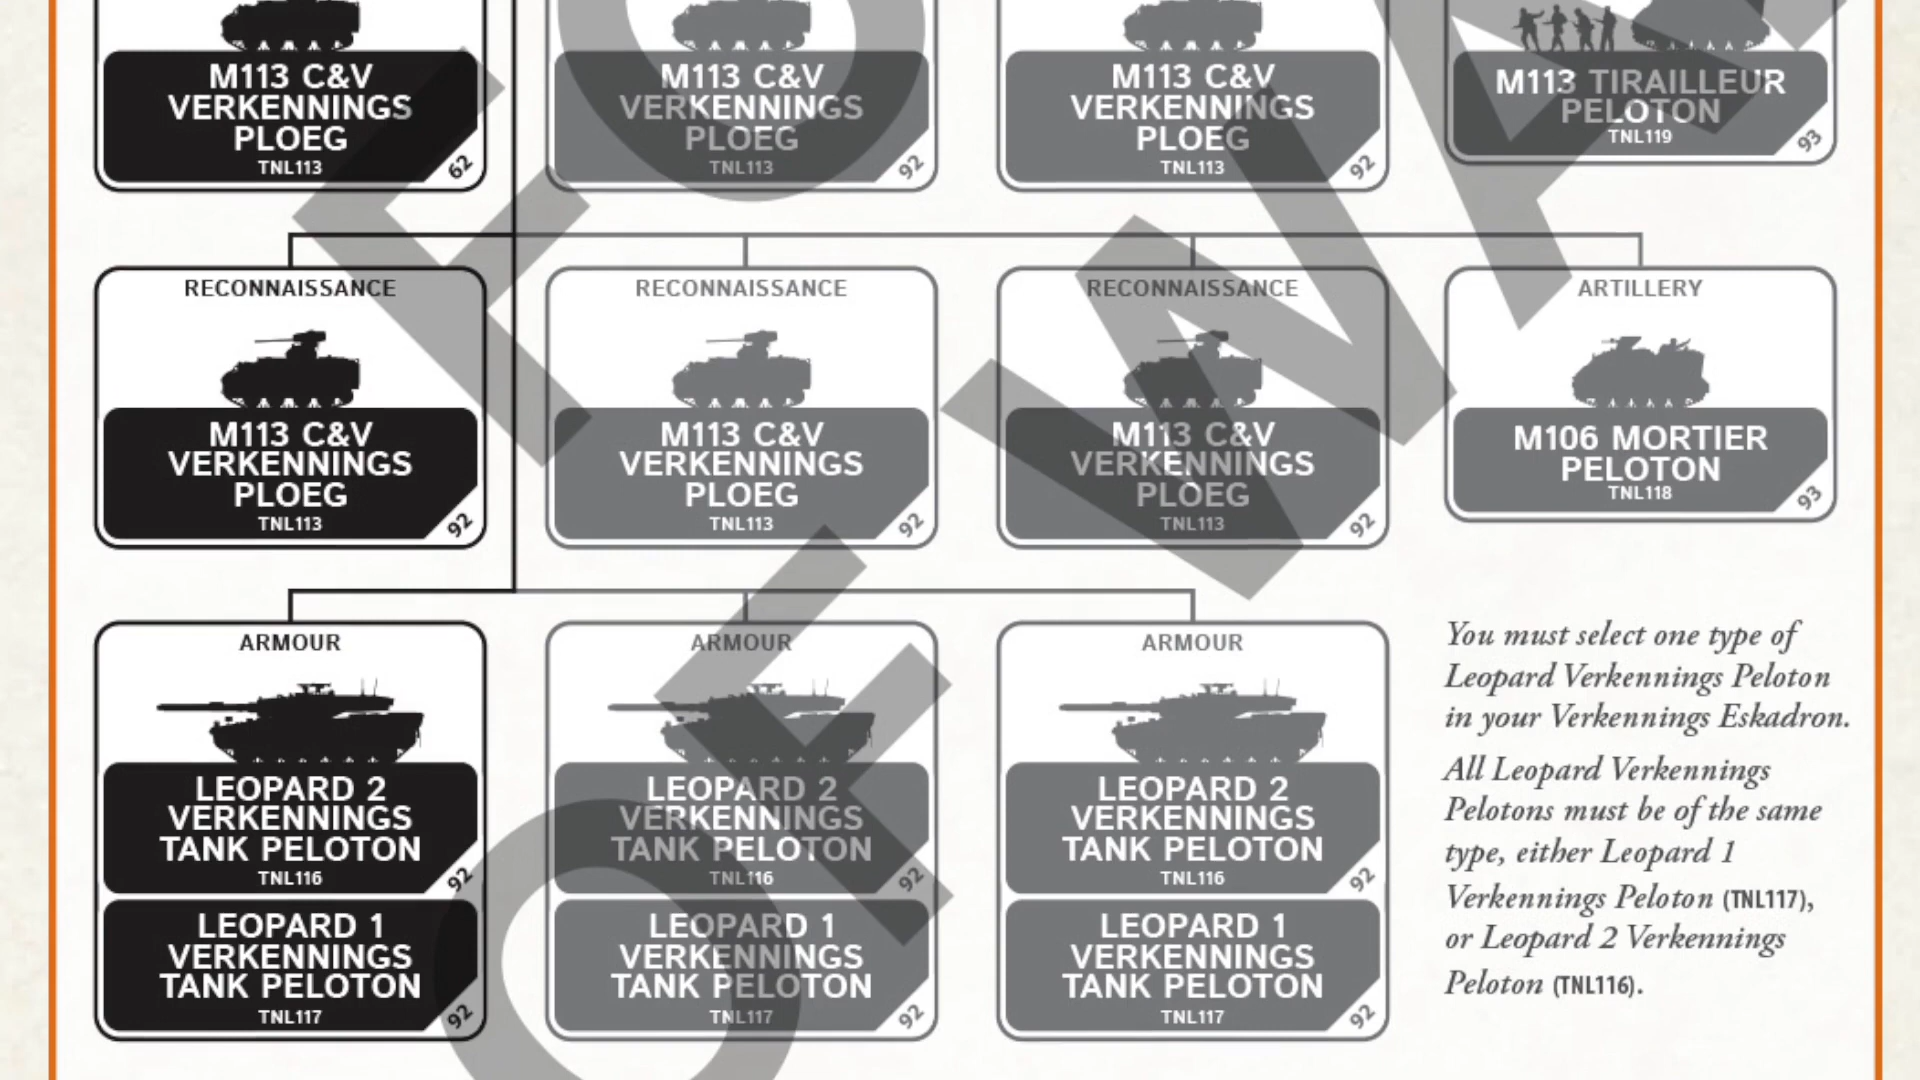 M113 C&V
VERKENNINGS
PLOEG
TNL113
62
M113 C&V
VERKENNINGS
PLOEG
TNL113
92
M113 C&V
VERKENNINGS
PLOEG
TNL113
92
M113 TIRAILLEUR
PELOTON
TNL119
93
RECONNAISSANCE
M113 C&V
VERKENNINGS
PLOEG
TNL113
92
RECONNAISSANCE
M113 C&V
VERKENNINGS
PLOEG
TNL113
92
RECONNAISSANCE
M113 C&V
VERKENNINGS
PLOEG
TNL113
92
ARTILLERY
M106 MORTIER
PELOTON
TNL118
93
ARMOUR
LEOPARD 2
VERKENNINGS
TANK PELOTON
TNL116
92
LEOPARD 1
VERKENNINGS
TANK PELOTON
TNL117
92
ARMOUR
LEOPARD 2
VERKENNINGS
TANK PELOTON
TNL116
92
LEOPARD 1
VERKENNINGS
TANK PELOTON
TNL117
92
ARMOUR
LEOPARD 2
VERKENNINGS
TANK PELOTON
TNL116
92
LEOPARD 1
VERKENNINGS
TANK PELOTON
TNL117
92
You must select one type of
Leopard Verkennings Peloton
in your Verkennings Eskadron.
All Leopard Verkennings
Pelotons must be of the same
type, either Leopard 1
Verkennings Peloton (TNL117),
or Leopard 2 Verkennings
Peloton (TNL116).